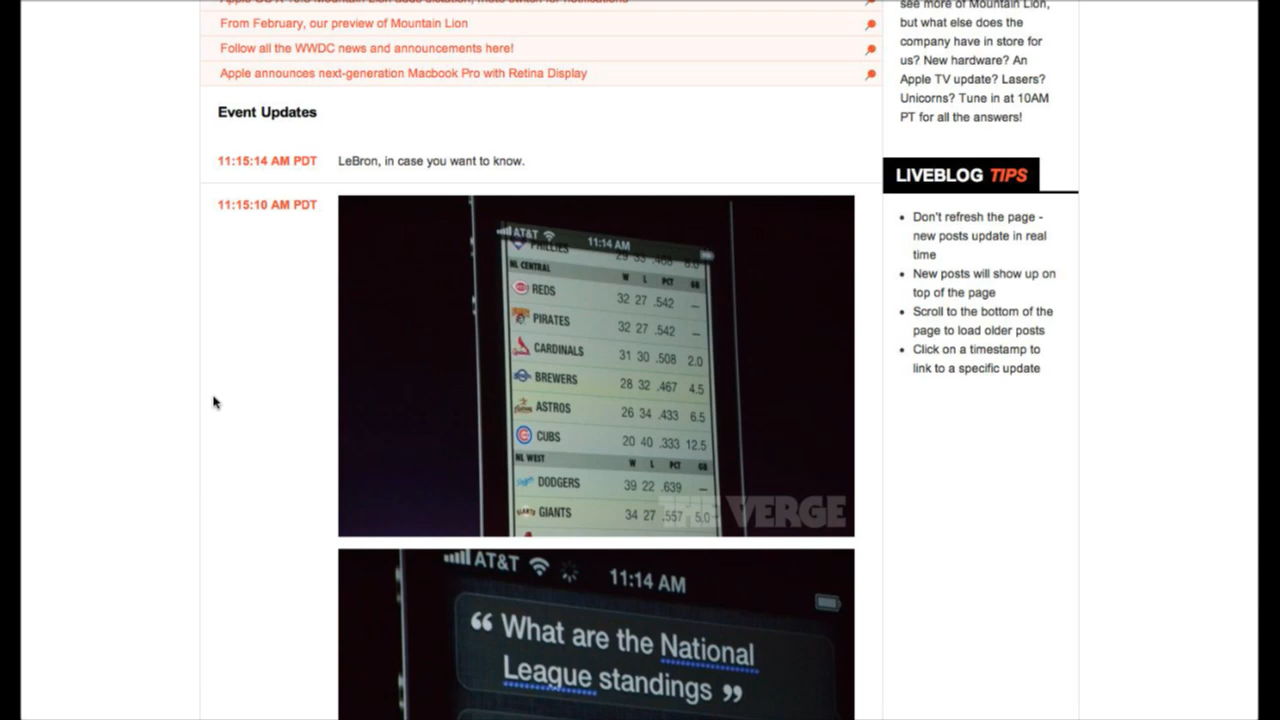 From February, our preview of Mountain Lion
Follow all the WWDC news and announcements here!
Apple announces next-generation Macbook Pro with Retina Display
Event Updates
11:15:14 AM PDT LeBron, in case you want to know.
11:15:10 AM PDT
AT&T 11:14 AM
PHILLIES
NL CENTRAL W L PCT GB
REDS 32 27 .542 —
PIRATES 32 27 .542 —
CARDINALS 31 30 .508 2.0
BREWERS 28 32 .467 4.5
ASTROS 26 34 .433 6.5
CUBS 20 40 .333 12.5
NL WEST W L PCT GB
DODGERS 39 22 .639 —
GIANTS 34 27 .557 5.0
THE VERGE
AT&T 11:14 AM
“ What are the National
League standings ”
see more of Mountain Lion,
but what else does the
company have in store for
us? New hardware? An
Apple TV update? Lasers?
Unicorns? Tune in at 10AM
PT for all the answers!
LIVEBLOG TIPS
• Don't refresh the page -
new posts update in real
time
• New posts will show up on
top of the page
• Scroll to the bottom of the
page to load older posts
• Click on a timestamp to
link to a specific update